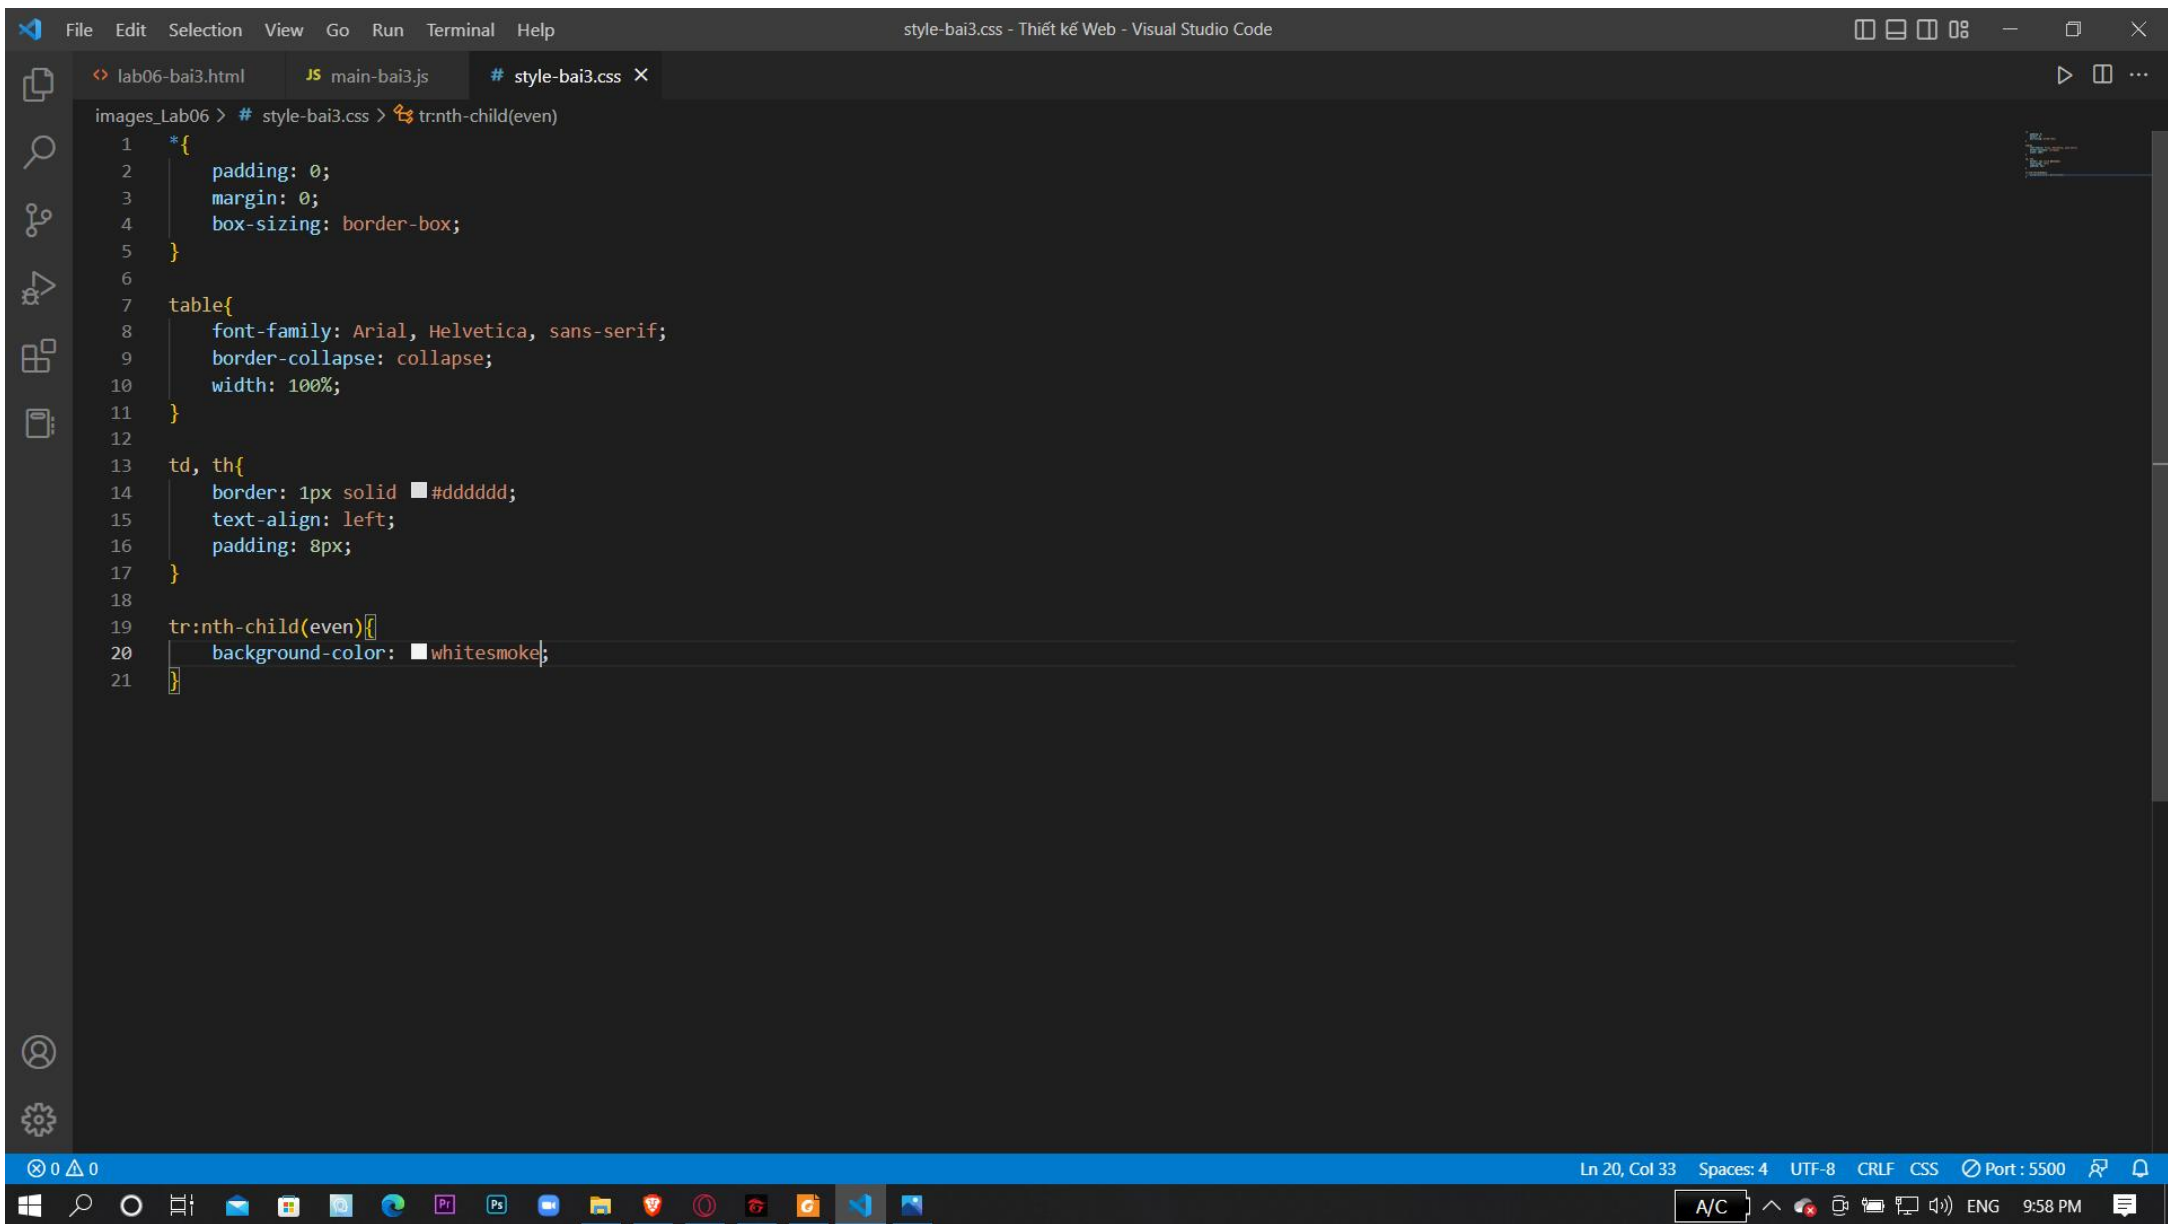 File Edit Selection View Go Run Terminal Help style-bai3.css - Thiết kế Web - Visual Studio Code
<> lab06-bai3.html JS main-bai3.js # style-bai3.css
images_Lab06 > # style-bai3.css > tr:nth-child(even)
1 *{
2 padding: 0;
3 margin: 0;
4 box-sizing: border-box;
5 }
6
7 table{
8 font-family: Arial, Helvetica, sans-serif;
9 border-collapse: collapse;
10 width: 100%;
11 }
12
13 td, th{
14 border: 1px solid #dddddd;
15 text-align: left;
16 padding: 8px;
17 }
18
19 tr:nth-child(even){
20 background-color: whitesmoke;
21 }
0 0 Ln 20, Col 33 Spaces: 4 UTF-8 CRLF CSS Port : 5500
Pr Ps A/C ENG 9:58 PM